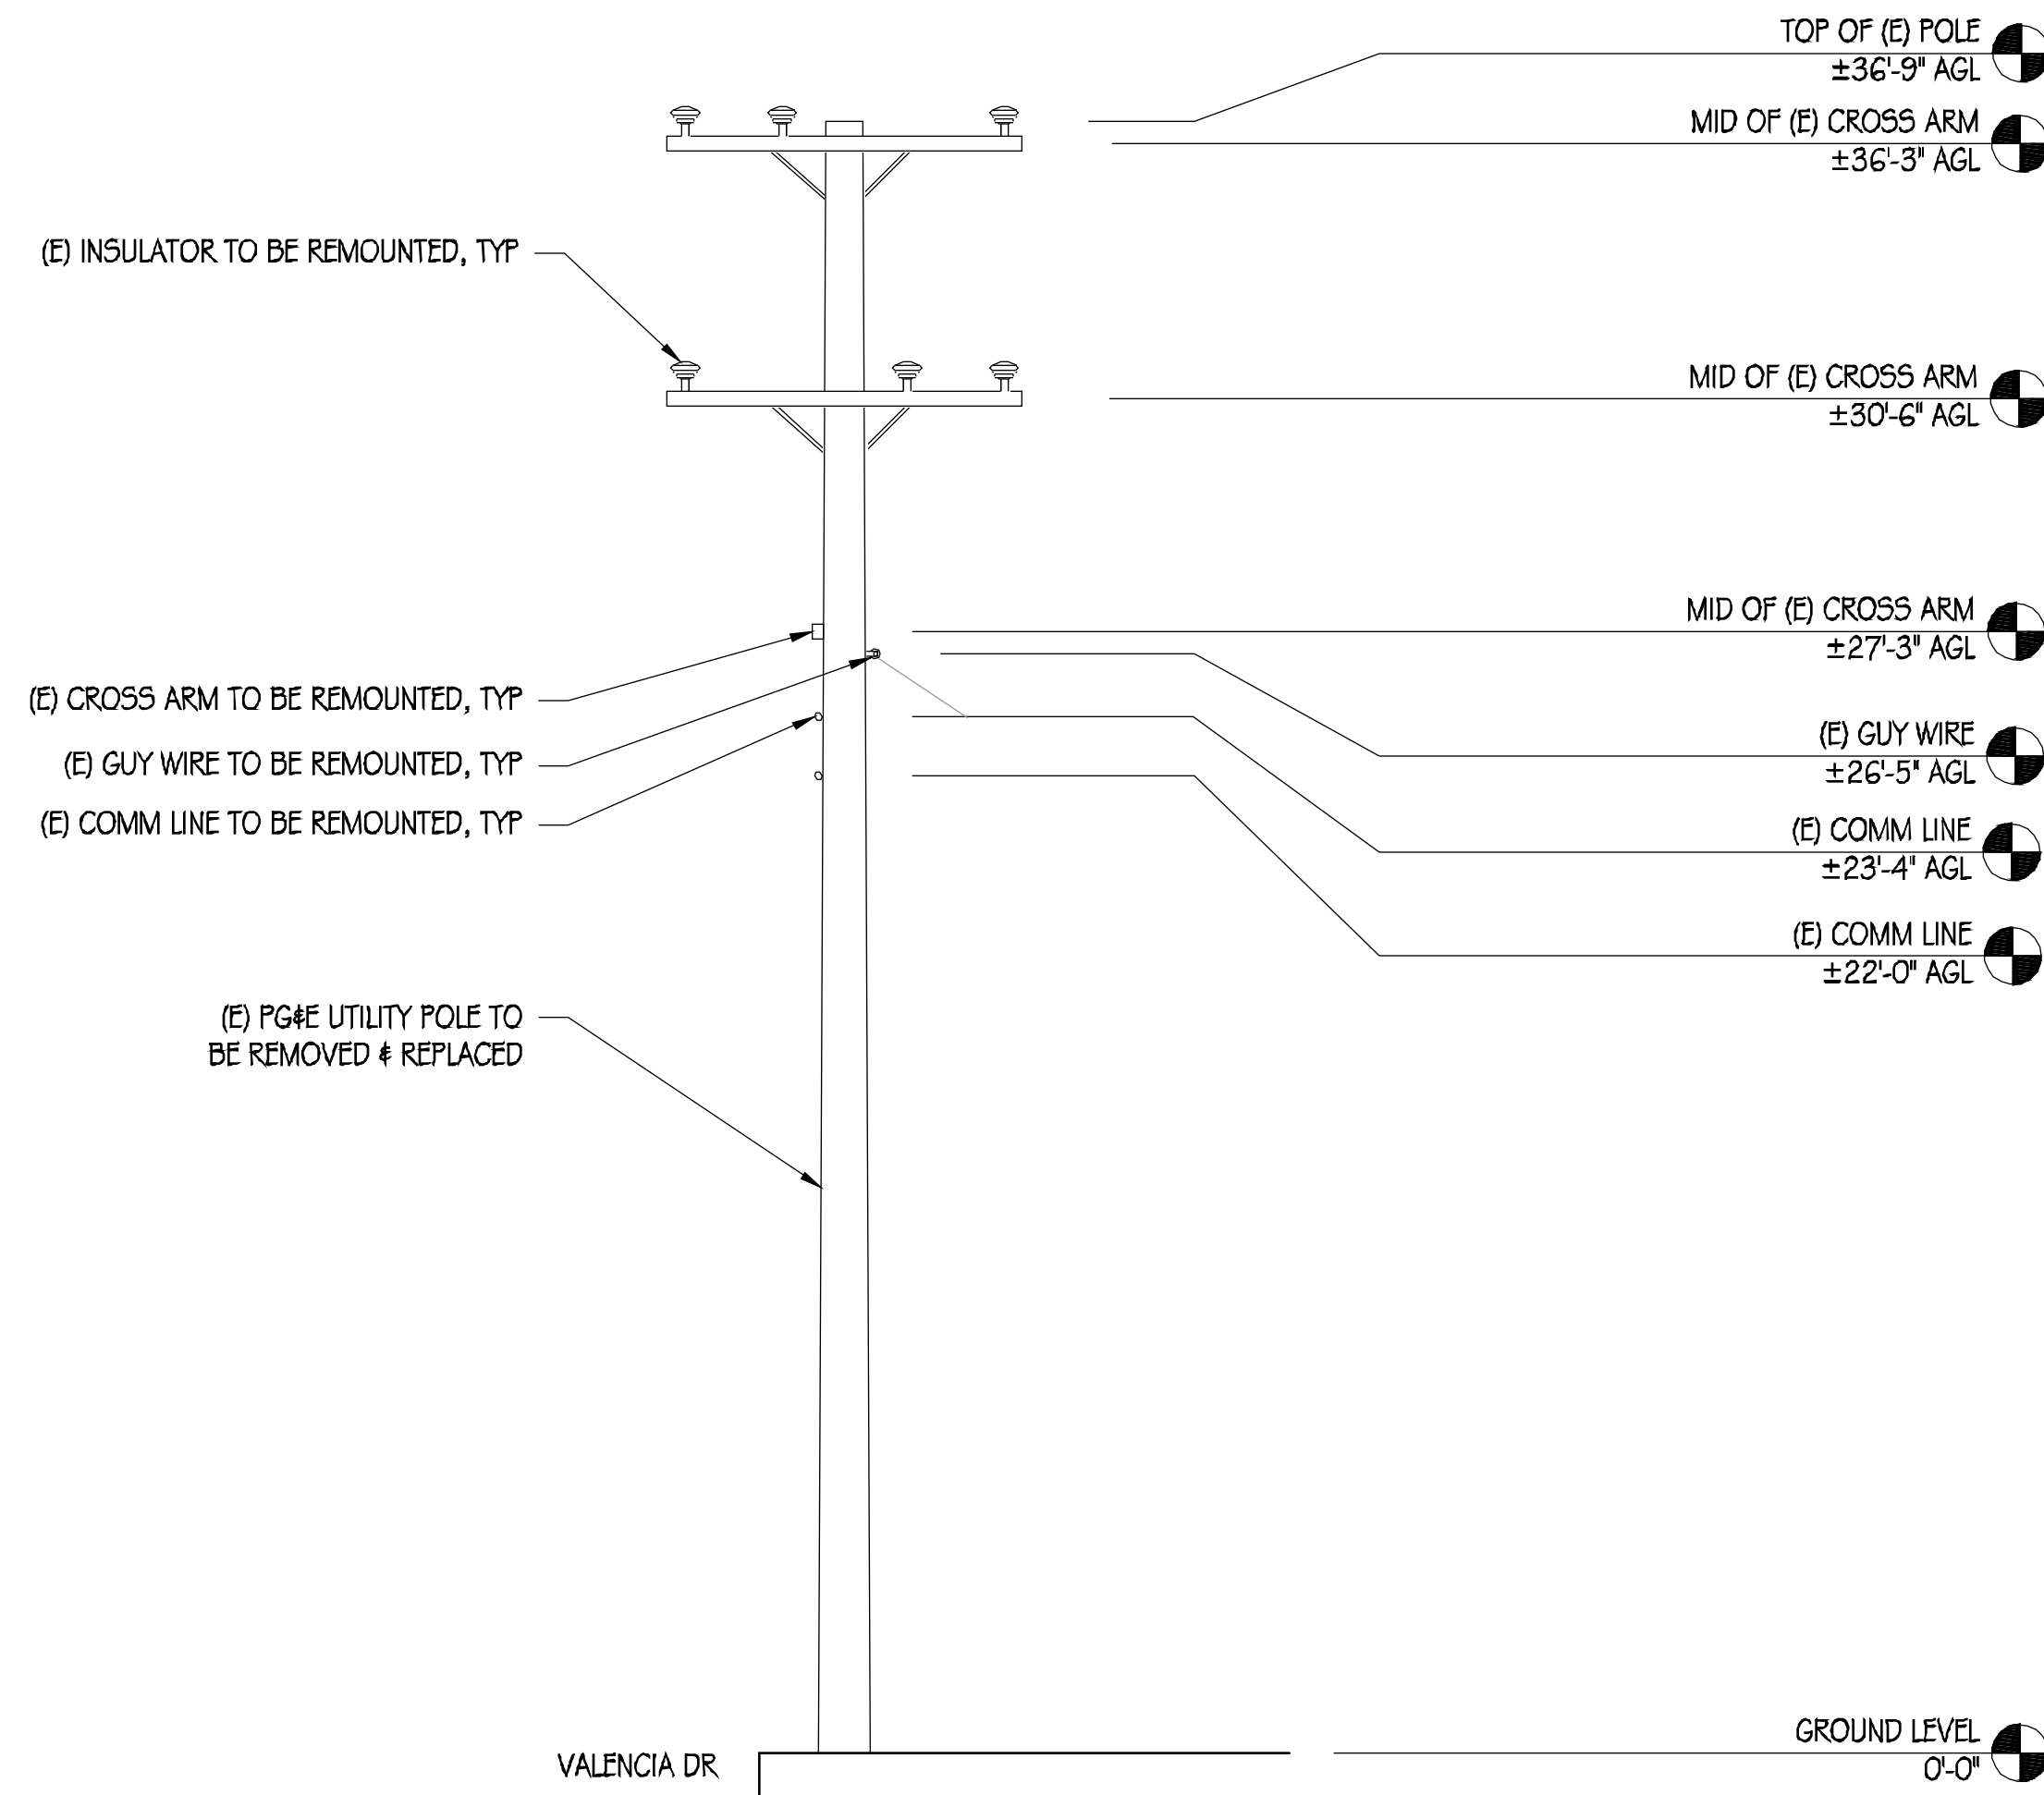 TOP OF (E) POLE
±36'-9" AGL
MID OF (E) CROSS ARM
±36'-3" AGL
(E) INSULATOR TO BE REMOUNTED, TYP
MID OF (E) CROSS ARM
±30'-6" AGL
MID OF (E) CROSS ARM
±27'-3" AGL
(E) CROSS ARM TO BE REMOUNTED, TYP
(E) GUY WIRE
±26'-5" AGL
(E) GUY WIRE TO BE REMOUNTED, TYP
(E) COMM LINE TO BE REMOUNTED, TYP
(E) COMM LINE
±23'-4" AGL
(E) COMM LINE
±22'-0" AGL
(E) PG&E UTILITY POLE TO
BE REMOVED & REPLACED
GROUND LEVEL
0'-0"
VALENCIA DR